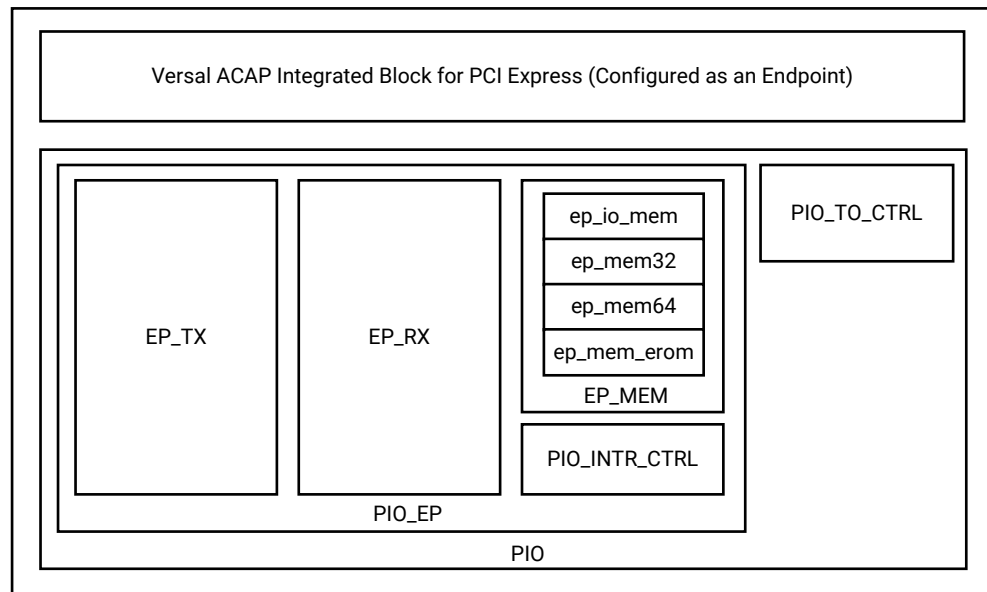 Versal ACAP Integrated Block for PCI Express (Configured as an Endpoint)
EP_TX
EP_RX
ep_io_mem
ep_mem32
ep_mem64
ep_mem_erom
EP_MEM
PIO_INTR_CTRL
PIO_TO_CTRL
PIO_EP
PIO